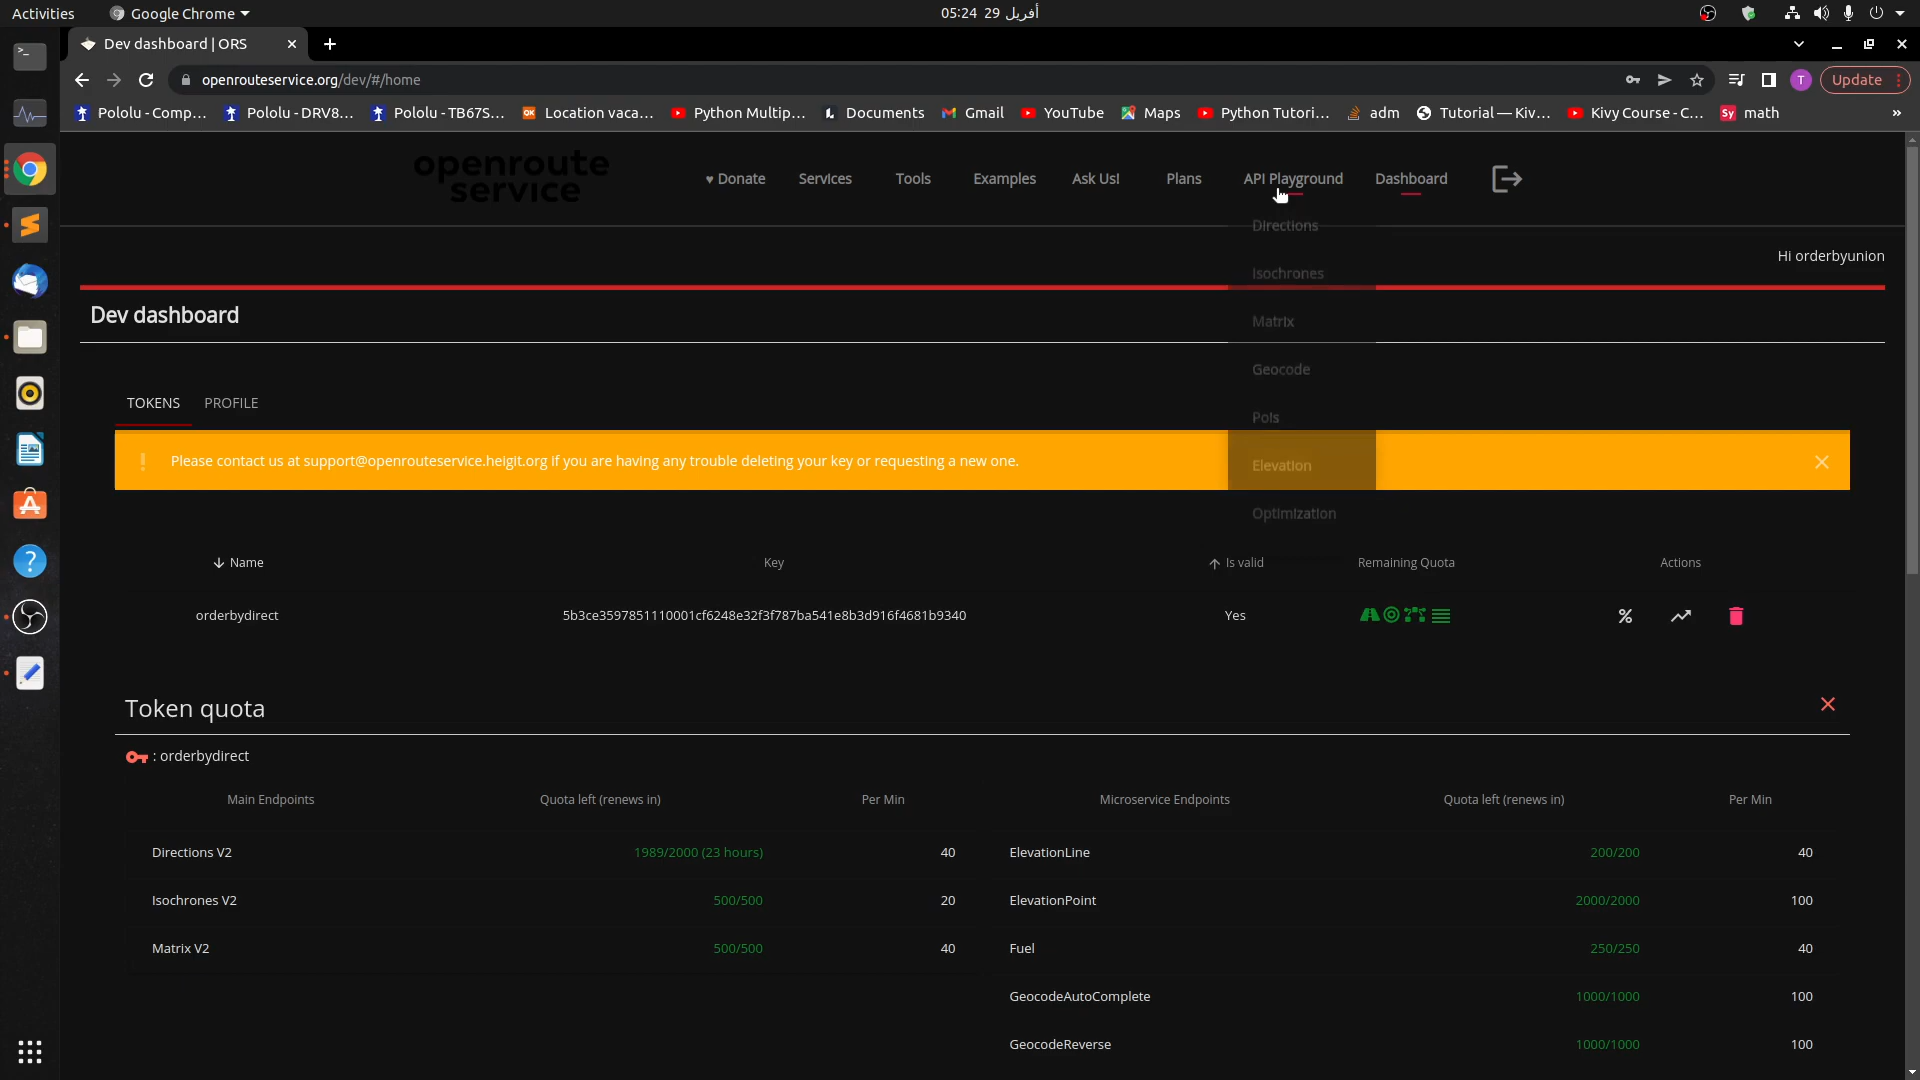 Activities
Google Chrome
05:24 29 أفريل
Dev dashboard | ORS
openrouteservice.org/dev/#/home
T
Update
Pololu - Comp...
Pololu - DRV8...
Pololu - TB67S...
OK
Location vaca...
Python Multip...
Documents
Gmail
YouTube
Maps
Python Tutori...
adm
Tutorial — Kiv...
Kivy Course - C...
Sy
math
»
openroute
service
♥ Donate
Services
Tools
Examples
Ask Us!
Plans
API Playground
Dashboard
Directions
Isochrones
Matrix
Geocode
Pois
Elevation
Optimization
Hi orderbyunion
Dev dashboard
TOKENS
PROFILE
Please contact us at support@openrouteservice.heigit.org if you are having any trouble deleting your key or requesting a new one.
Name
Key
Is valid
Remaining Quota
Actions
orderbydirect
5b3ce3597851110001cf6248e32f3f787ba541e8b3d916f4681b9340
Yes
%
Token quota
: orderbydirect
Main Endpoints
Quota left (renews in)
Per Min
Microservice Endpoints
Quota left (renews in)
Per Min
Directions V2
1989/2000 (23 hours)
40
ElevationLine
200/200
40
Isochrones V2
500/500
20
ElevationPoint
2000/2000
100
Matrix V2
500/500
40
Fuel
250/250
40
GeocodeAutoComplete
1000/1000
100
GeocodeReverse
1000/1000
100